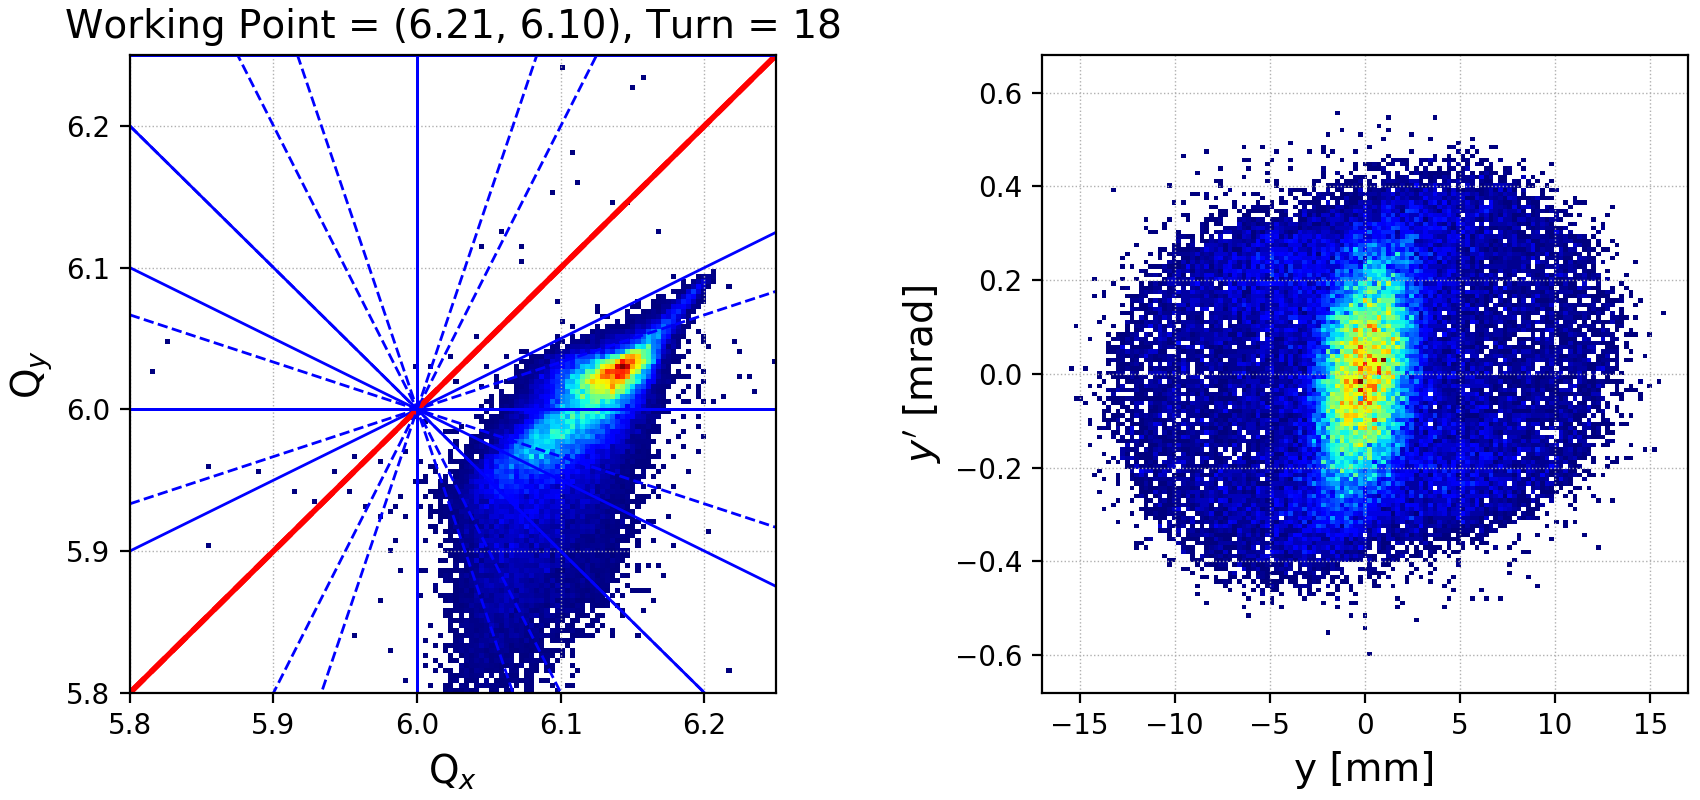 Working Point = (6.21, 6.10), Turn = 18
6.2
6.1
6.0
5.9
5.8
Q_y
5.8 5.9 6.0 6.1 6.2
Q_x
0.6
0.4
0.2
0.0
−0.2
−0.4
−0.6
y′ [mrad]
−15 −10 −5 0 5 10 15
y [mm]